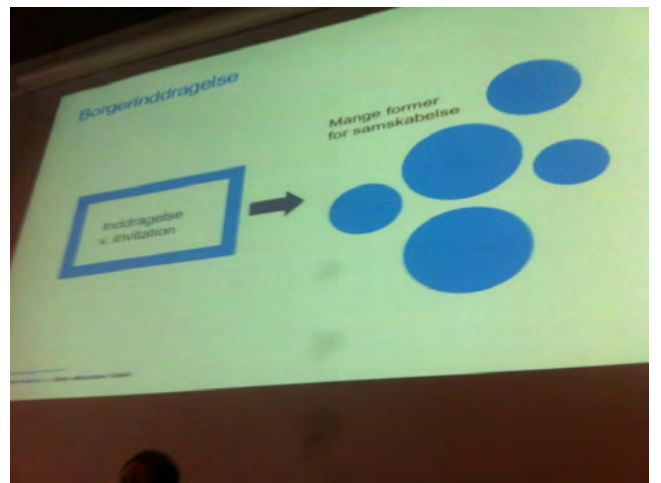 Borgerinddragelse
Mange former
for samskabelse
Inddragelse
v. invitation